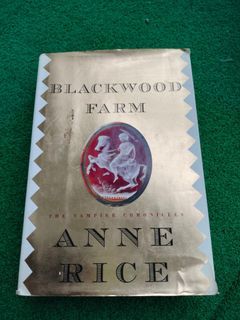 BLACKWOOD
FARM
THE VAMPIRE CHRONICLES
ANNE
RICE